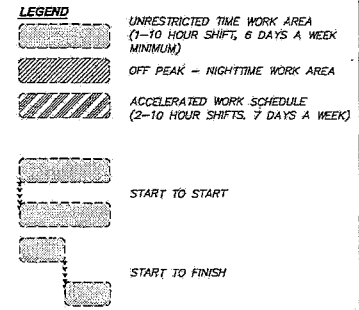 LEGEND
UNRESTRICTED TIME WORK AREA
(1-10 HOUR SHIFT, 6 DAYS A WEEK
MINIMUM)
OFF PEAK - NIGHTTIME WORK AREA
ACCELERATED WORK SCHEDULE
(2-10 HOUR SHIFTS, 7 DAYS A WEEK)
START TO START
START TO FINISH